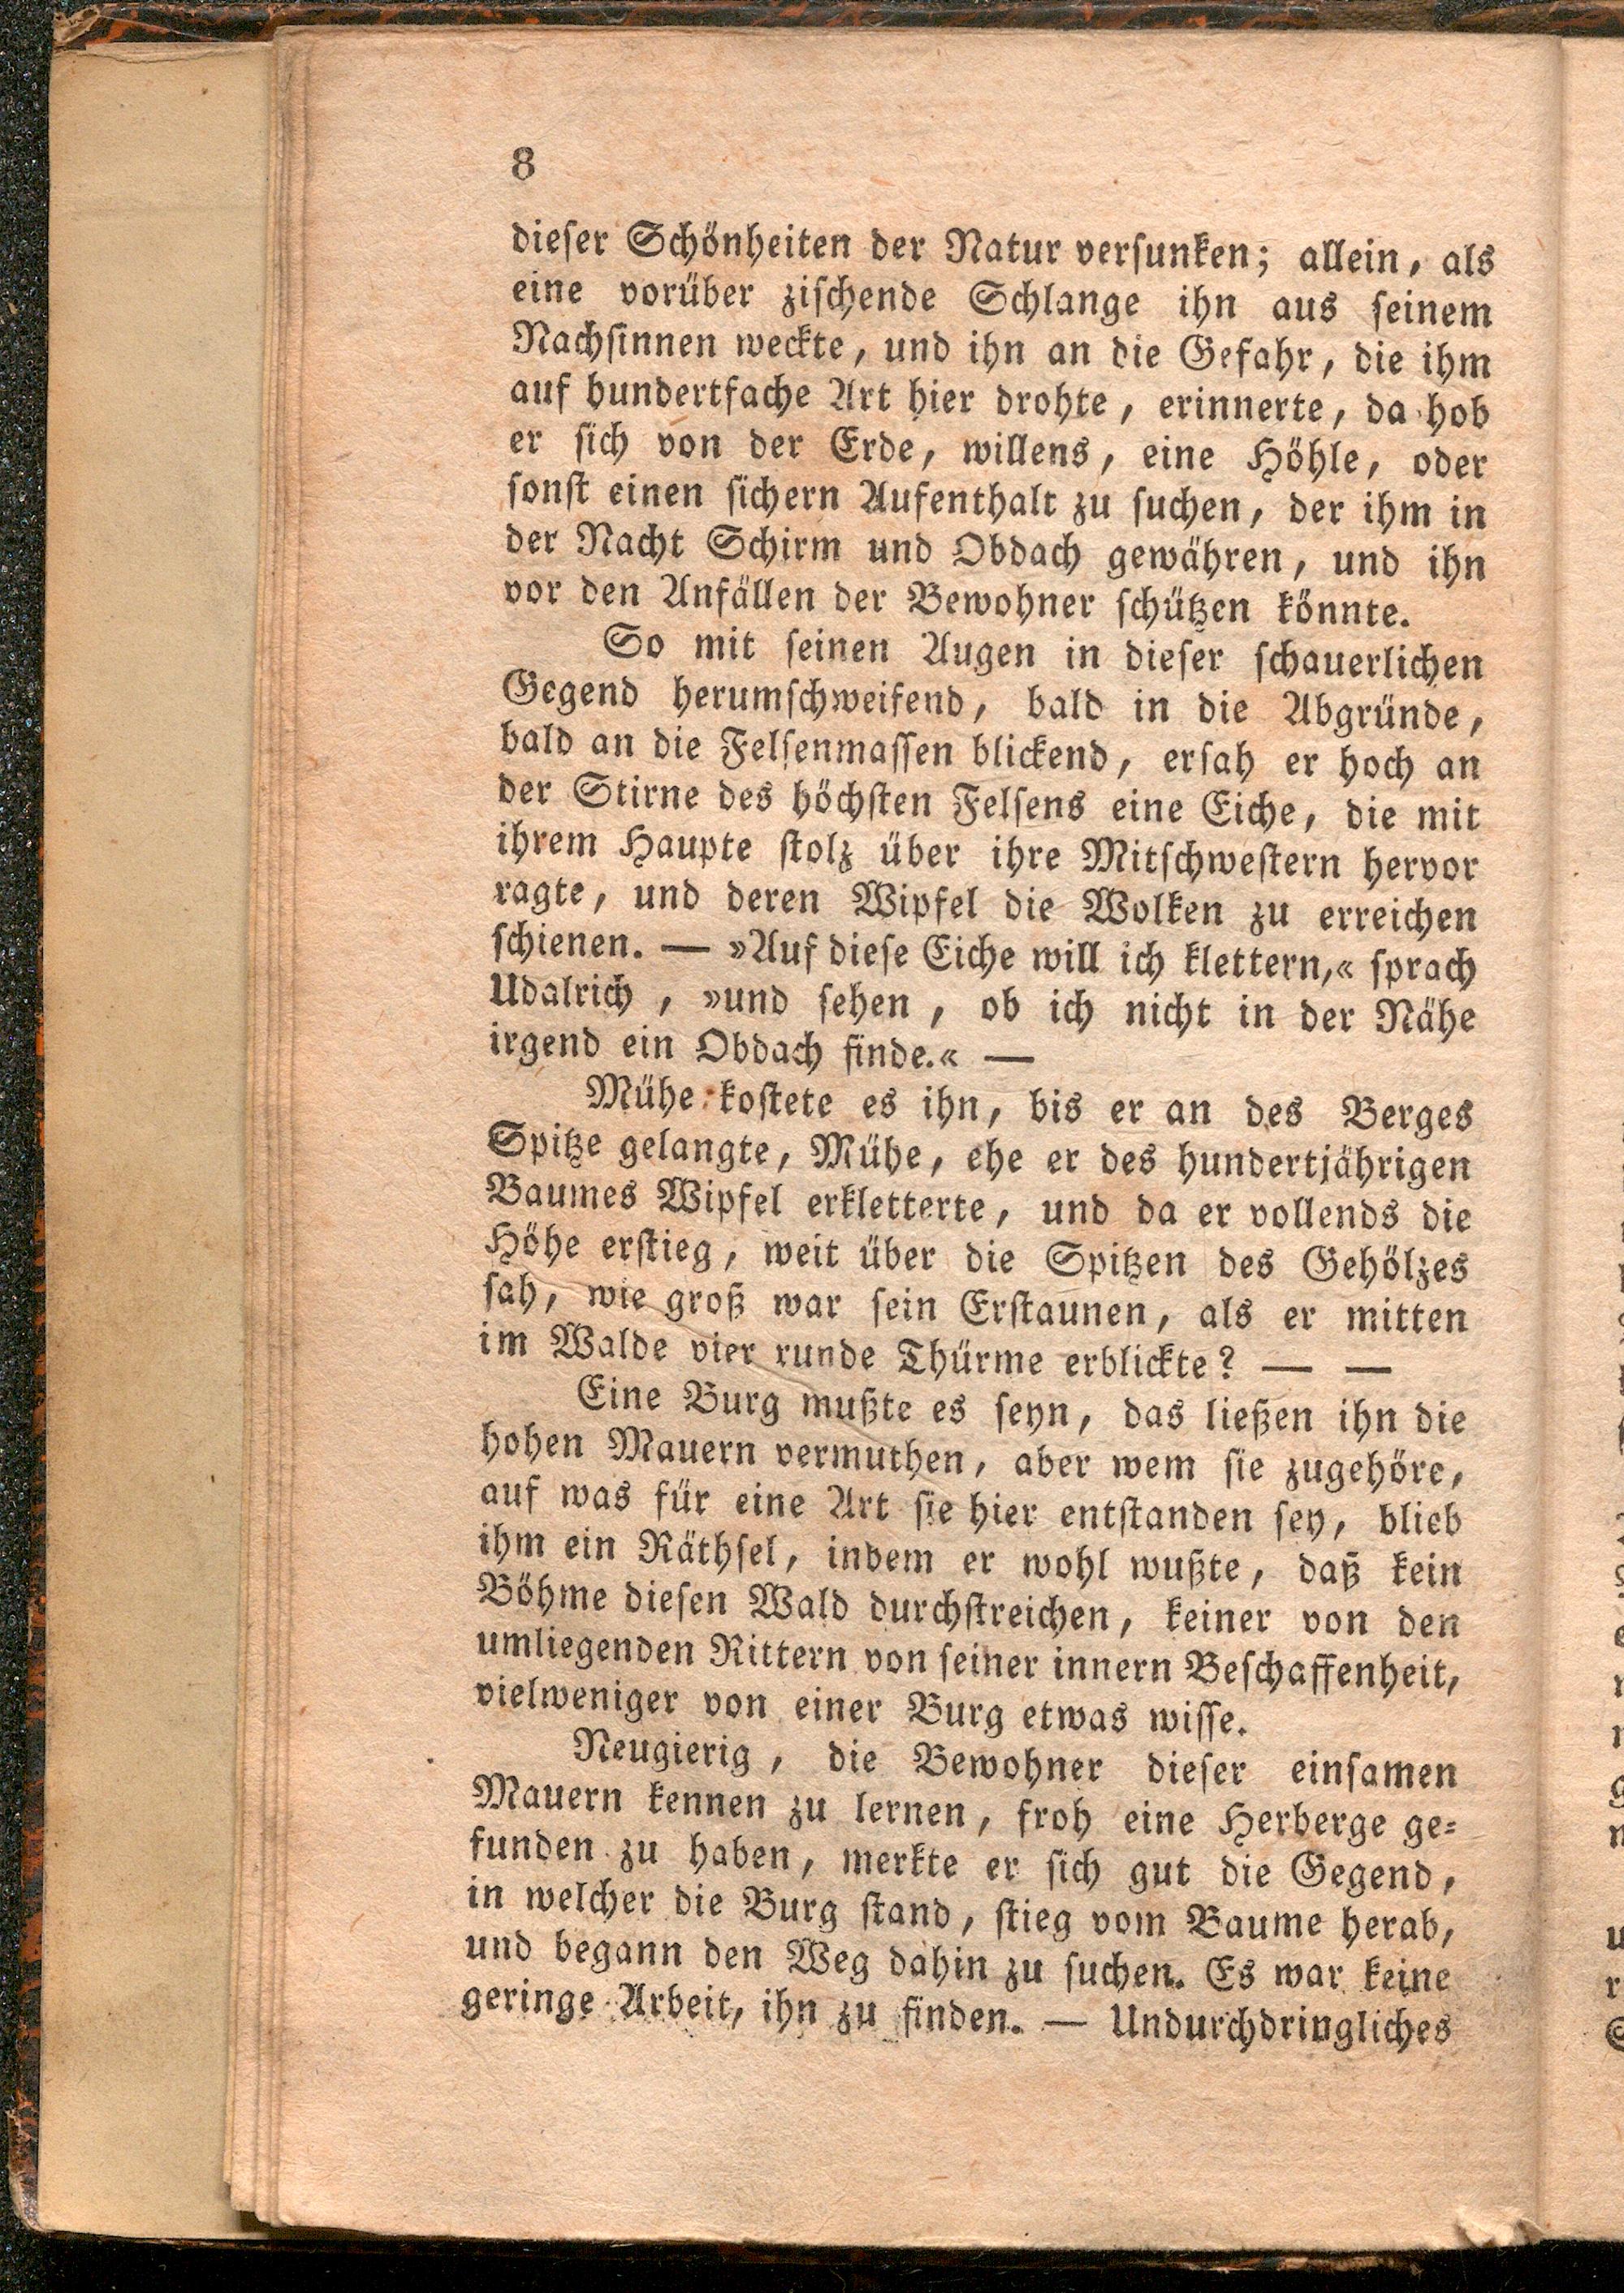 8
dieser Schönheiten der Natur versunken; allein, als
eine vorüber zischende Schlange ihn aus seinem
Nachsinnen weckte, und ihn an die Gefahr, die ihm
auf hundertfache Art hier drohte, erinnerte, da hob
er sich von der Erde, willens, eine Höhle, oder
sonst einen sichern Aufenthalt zu suchen, der ihm in
der Nacht Schirm und Obdach gewähren, und ihn
vor den Anfällen der Bewohner schützen könnte.
So mit seinen Augen in dieser schauerlichen
Gegend herumschweifend, bald in die Abgründe,
bald an die Felsenmassen blickend, ersah er hoch an
der Stirne des höchsten Felsens eine Eiche, die mit
ihrem Haupte stolz über ihre Mitschwestern hervor
ragte, und deren Wipfel die Wolken zu erreichen
schienen. — »Auf diese Eiche will ich klettern,« sprach
Udalrich, »und sehen, ob ich nicht in der Nähe
irgend ein Obdach finde.« —
Mühe kostete es ihn, bis er an des Berges
Spitze gelangte, Mühe, ehe er des hundertjährigen
Baumes Wipfel erkletterte, und da er vollends die
Höhe erstieg, weit über die Spitzen des Gehölzes
sah, wie groß war sein Erstaunen, als er mitten
im Walde vier runde Thürme erblickte? — —
Eine Burg mußte es seyn, das ließen ihn die
hohen Mauern vermuthen, aber wem sie zugehöre,
auf was für eine Art sie hier entstanden sey, blieb
ihm ein Räthsel, indem er wohl wußte, daß kein
Böhme diesen Wald durchstreichen, keiner von den
umliegenden Rittern von seiner innern Beschaffenheit,
vielweniger von einer Burg etwas wisse.
Neugierig, die Bewohner dieser einsamen
Mauern kennen zu lernen, froh eine Herberge ge=
funden zu haben, merkte er sich gut die Gegend,
in welcher die Burg stand, stieg vom Baume herab,
und begann den Weg dahin zu suchen. Es war keine
geringe Arbeit, ihn zu finden. — Undurchdringliches